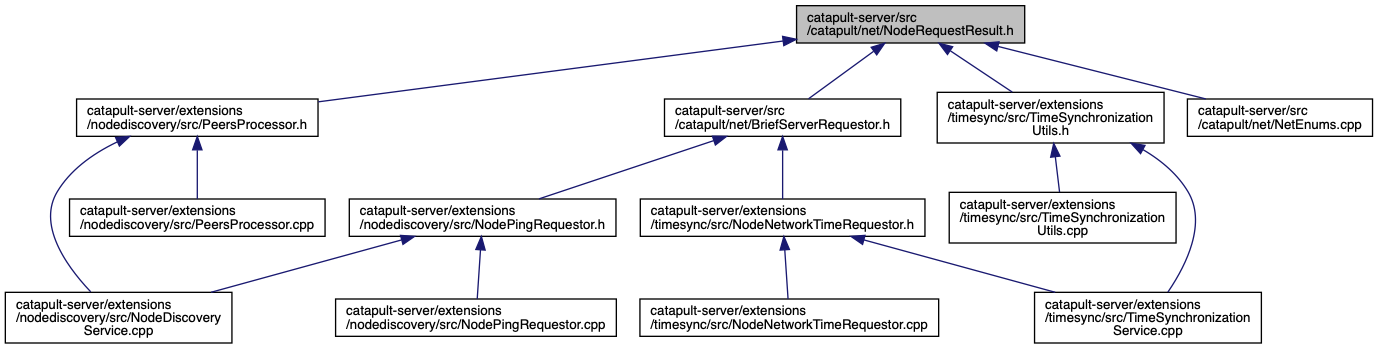 catapult-server/src
/catapult/net/NodeRequestResult.h
catapult-server/extensions
/nodediscovery/src/PeersProcessor.h
catapult-server/src
/catapult/net/BriefServerRequestor.h
catapult-server/extensions
/timesync/src/TimeSynchronization
Utils.h
catapult-server/src
/catapult/net/NetEnums.cpp
catapult-server/extensions
/nodediscovery/src/PeersProcessor.cpp
catapult-server/extensions
/nodediscovery/src/NodePingRequestor.h
catapult-server/extensions
/timesync/src/NodeNetworkTimeRequestor.h
catapult-server/extensions
/timesync/src/TimeSynchronization
Utils.cpp
catapult-server/extensions
/nodediscovery/src/NodeDiscovery
Service.cpp
catapult-server/extensions
/nodediscovery/src/NodePingRequestor.cpp
catapult-server/extensions
/timesync/src/NodeNetworkTimeRequestor.cpp
catapult-server/extensions
/timesync/src/TimeSynchronization
Service.cpp